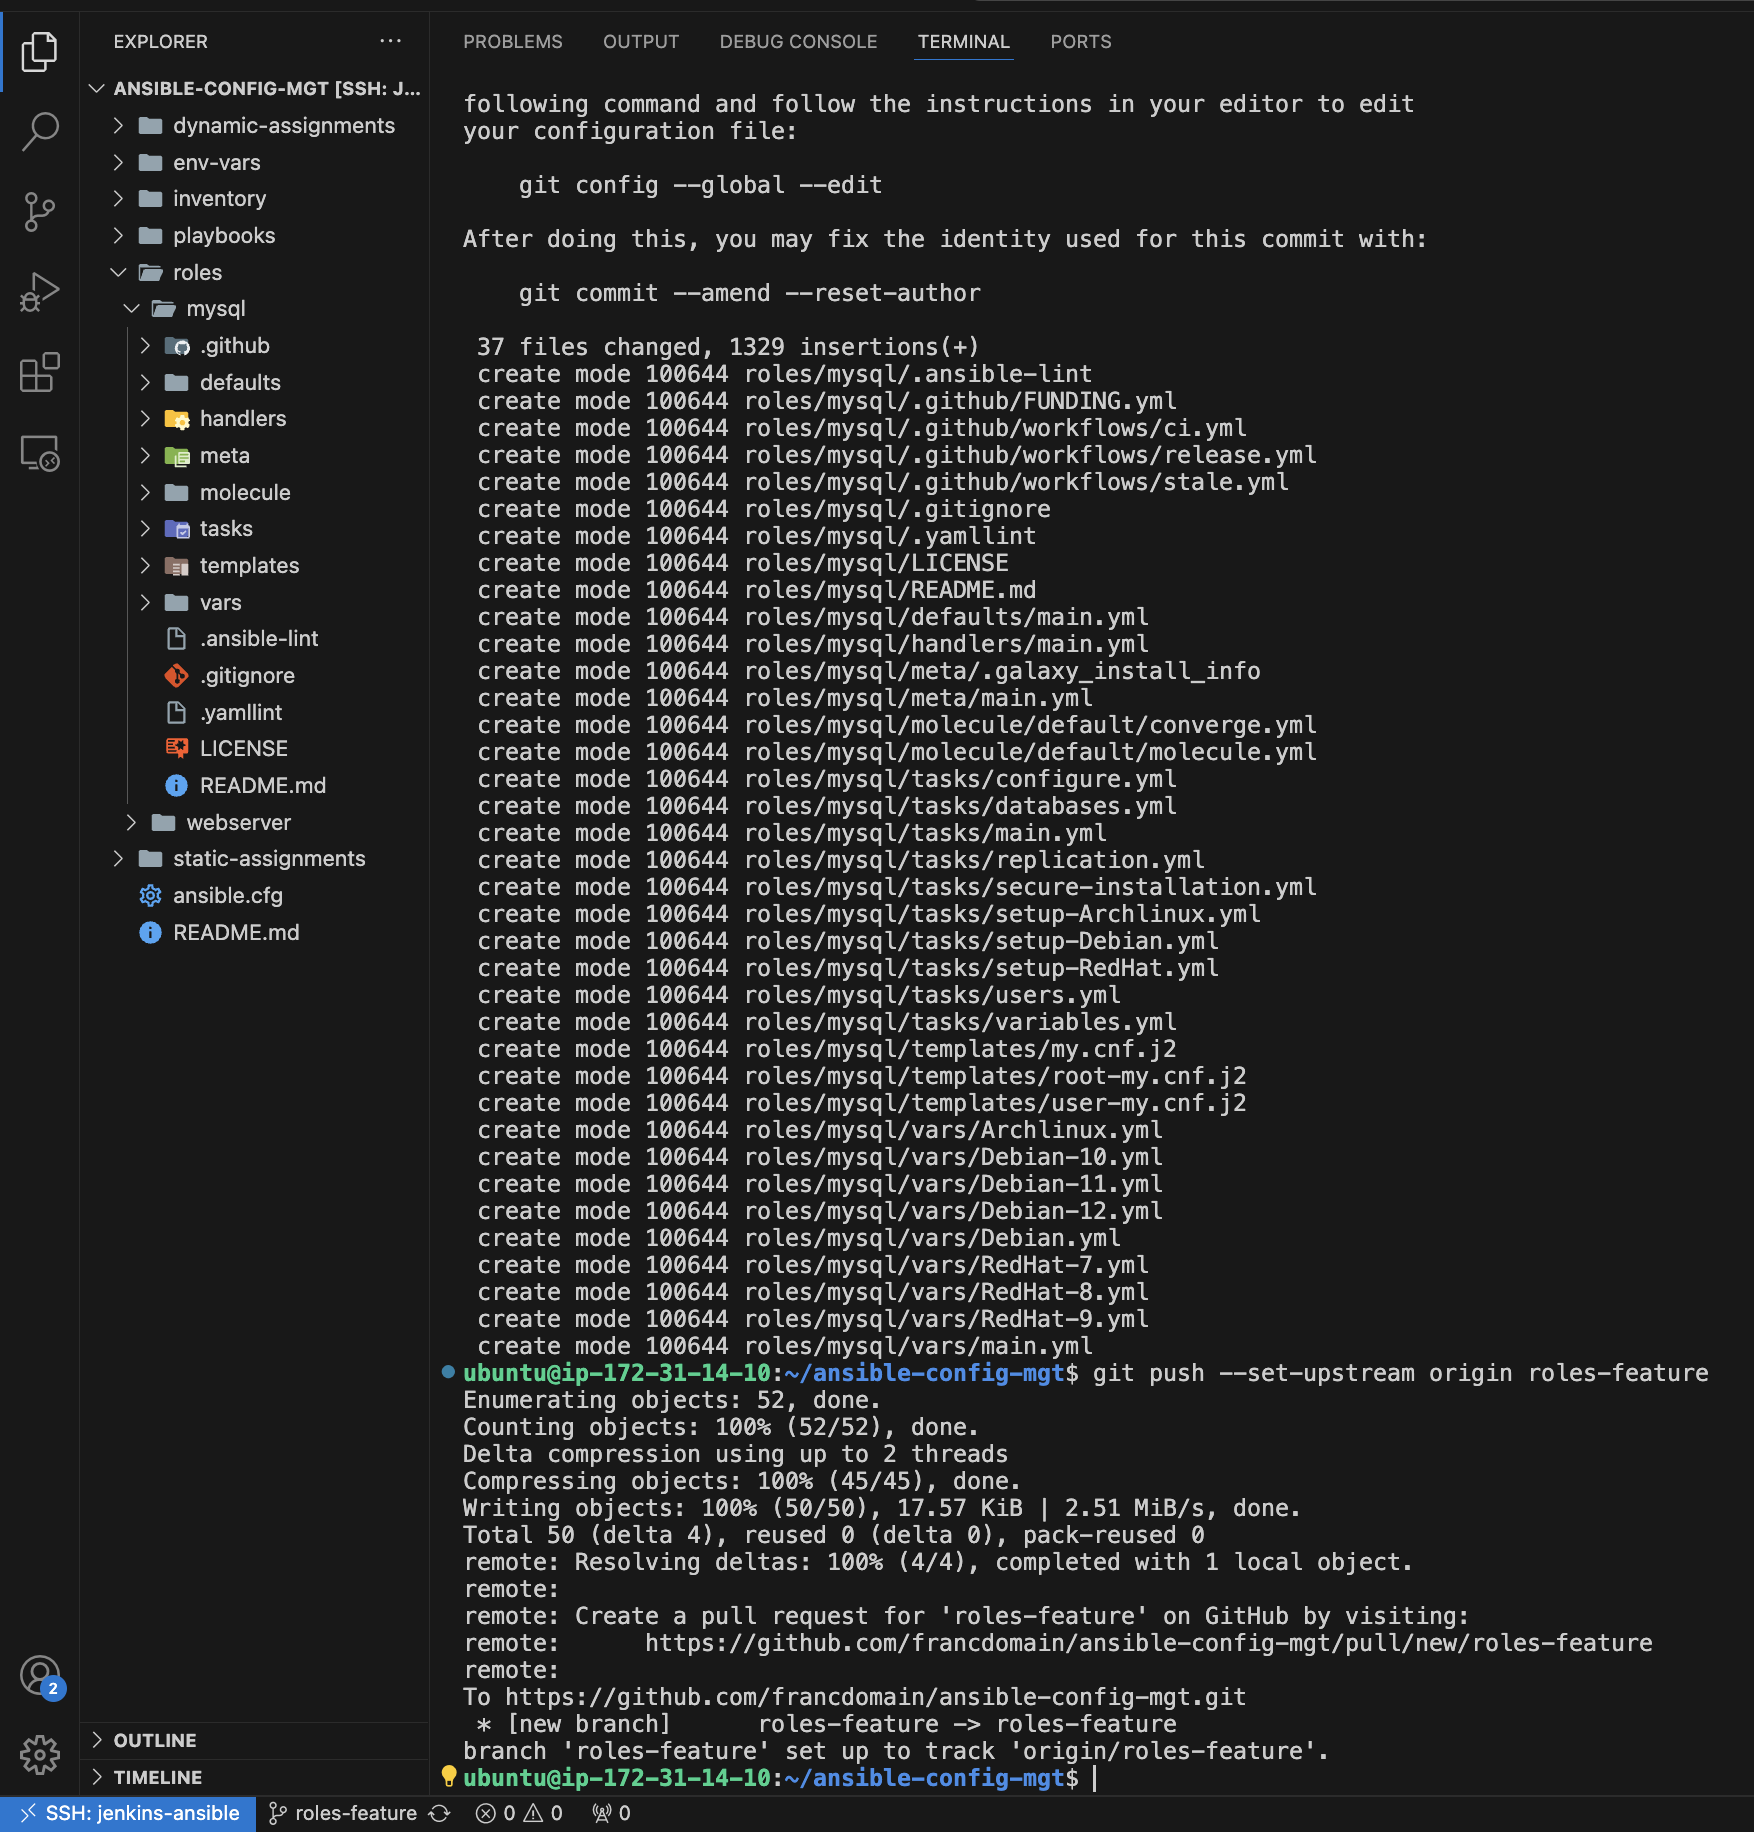 EXPLORER
ANSIBLE-CONFIG-MGT [SSH: J...
dynamic-assignments
env-vars
inventory
playbooks
roles
mysql
.github
defaults
handlers
meta
molecule
tasks
templates
vars
.ansible-lint
.gitignore
.yamllint
LICENSE
README.md
webserver
static-assignments
ansible.cfg
README.md
OUTLINE
TIMELINE
2
PROBLEMS OUTPUT DEBUG CONSOLE TERMINAL PORTS
following command and follow the instructions in your editor to edit
your configuration file:
git config --global --edit
After doing this, you may fix the identity used for this commit with:
git commit --amend --reset-author
37 files changed, 1329 insertions(+)
create mode 100644 roles/mysql/.ansible-lint
create mode 100644 roles/mysql/.github/FUNDING.yml
create mode 100644 roles/mysql/.github/workflows/ci.yml
create mode 100644 roles/mysql/.github/workflows/release.yml
create mode 100644 roles/mysql/.github/workflows/stale.yml
create mode 100644 roles/mysql/.gitignore
create mode 100644 roles/mysql/.yamllint
create mode 100644 roles/mysql/LICENSE
create mode 100644 roles/mysql/README.md
create mode 100644 roles/mysql/defaults/main.yml
create mode 100644 roles/mysql/handlers/main.yml
create mode 100644 roles/mysql/meta/.galaxy_install_info
create mode 100644 roles/mysql/meta/main.yml
create mode 100644 roles/mysql/molecule/default/converge.yml
create mode 100644 roles/mysql/molecule/default/molecule.yml
create mode 100644 roles/mysql/tasks/configure.yml
create mode 100644 roles/mysql/tasks/databases.yml
create mode 100644 roles/mysql/tasks/main.yml
create mode 100644 roles/mysql/tasks/replication.yml
create mode 100644 roles/mysql/tasks/secure-installation.yml
create mode 100644 roles/mysql/tasks/setup-Archlinux.yml
create mode 100644 roles/mysql/tasks/setup-Debian.yml
create mode 100644 roles/mysql/tasks/setup-RedHat.yml
create mode 100644 roles/mysql/tasks/users.yml
create mode 100644 roles/mysql/tasks/variables.yml
create mode 100644 roles/mysql/templates/my.cnf.j2
create mode 100644 roles/mysql/templates/root-my.cnf.j2
create mode 100644 roles/mysql/templates/user-my.cnf.j2
create mode 100644 roles/mysql/vars/Archlinux.yml
create mode 100644 roles/mysql/vars/Debian-10.yml
create mode 100644 roles/mysql/vars/Debian-11.yml
create mode 100644 roles/mysql/vars/Debian-12.yml
create mode 100644 roles/mysql/vars/Debian.yml
create mode 100644 roles/mysql/vars/RedHat-7.yml
create mode 100644 roles/mysql/vars/RedHat-8.yml
create mode 100644 roles/mysql/vars/RedHat-9.yml
create mode 100644 roles/mysql/vars/main.yml
ubuntu@ip-172-31-14-10:~/ansible-config-mgt$ git push --set-upstream origin roles-feature
Enumerating objects: 52, done.
Counting objects: 100% (52/52), done.
Delta compression using up to 2 threads
Compressing objects: 100% (45/45), done.
Writing objects: 100% (50/50), 17.57 KiB | 2.51 MiB/s, done.
Total 50 (delta 4), reused 0 (delta 0), pack-reused 0
remote: Resolving deltas: 100% (4/4), completed with 1 local object.
remote:
remote: Create a pull request for 'roles-feature' on GitHub by visiting:
remote:      https://github.com/francdomain/ansible-config-mgt/pull/new/roles-feature
remote:
To https://github.com/francdomain/ansible-config-mgt.git
* [new branch]      roles-feature -> roles-feature
branch 'roles-feature' set up to track 'origin/roles-feature'.
ubuntu@ip-172-31-14-10:~/ansible-config-mgt$
SSH: jenkins-ansible roles-feature 0 0 0